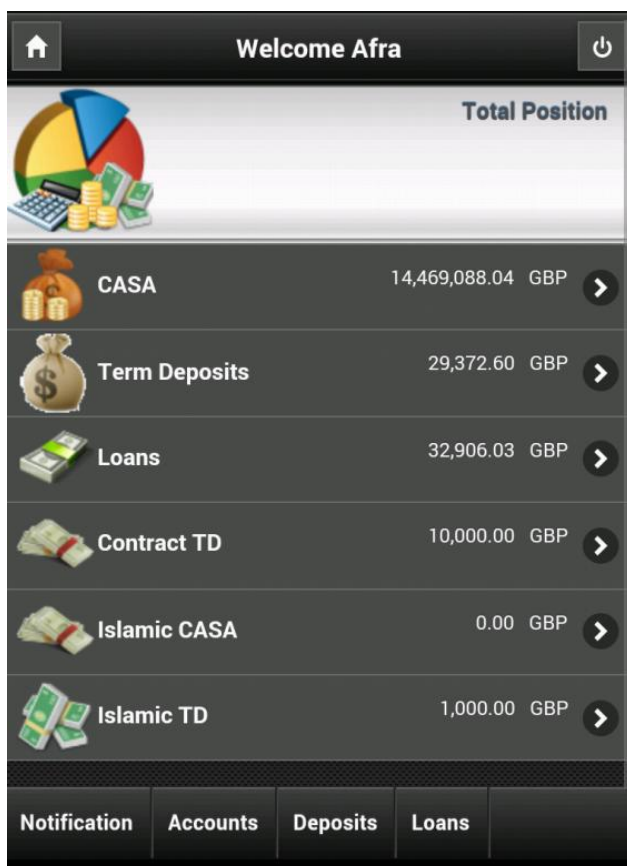 Welcome Afra
Total Position
CASA 14,469,088.04 GBP
Term Deposits 29,372.60 GBP
Loans 32,906.03 GBP
Contract TD 10,000.00 GBP
Islamic CASA 0.00 GBP
Islamic TD 1,000.00 GBP
Notification Accounts Deposits Loans